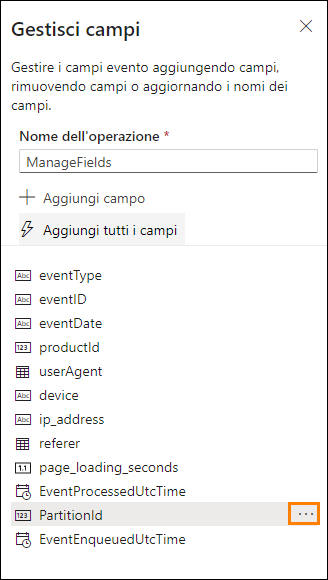 Gestisci campi
Gestire i campi evento aggiungendo campi,
rimuovendo campi o aggiornando i nomi dei
campi.
Nome dell'operazione *
ManageFields
Aggiungi campo
Aggiungi tutti i campi
Abc eventType
Abc eventID
Abc eventDate
123 productId
userAgent
Abc device
Abc ip_address
referer
1.1 page_loading_seconds
EventProcessedUtcTime
123 PartitionId ...
EventEnqueuedUtcTime